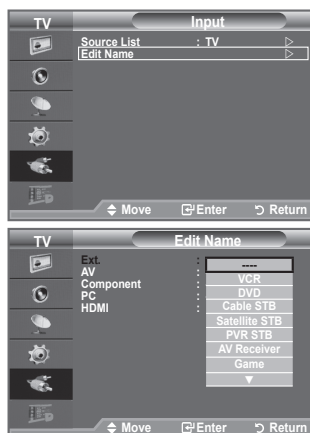 TV Input
Source List : TV ▷
Edit Name ▷
Move Enter Return
TV Edit Name
Ext. : ----
AV :
Component :
PC :
HDMI :
VCR
DVD
Cable STB
Satellite STB
PVR STB
AV Receiver
Game
▼
Move Enter Return